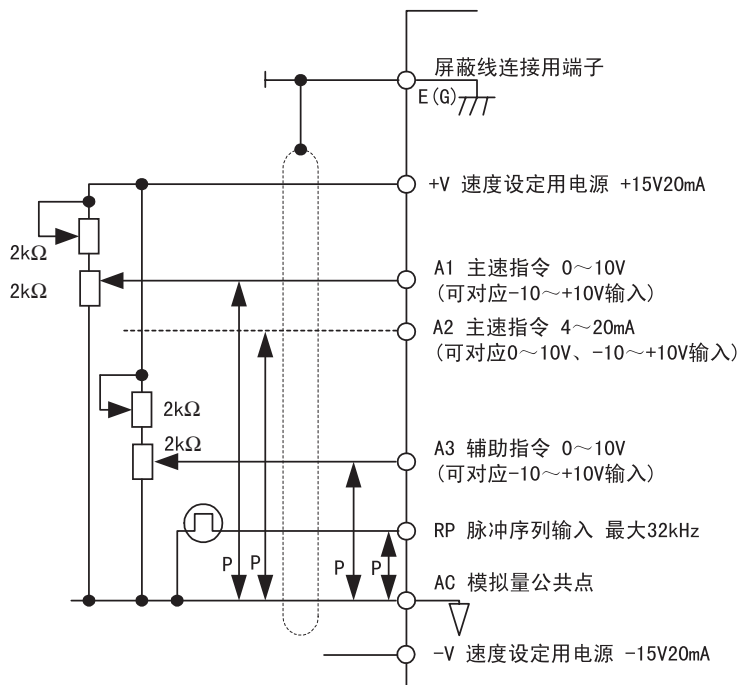 屏蔽线连接用端子
E(G)
+V 速度设定用电源 +15V20mA
2kΩ
2kΩ
A1 主速指令 0～10V
(可对应-10～+10V输入)
A2 主速指令 4～20mA
(可对应0～10V、-10～+10V输入)
2kΩ
2kΩ
A3 辅助指令 0～10V
(可对应-10～+10V输入)
RP 脉冲序列输入 最大32kHz
P
P
P
P
AC 模拟量公共点
-V 速度设定用电源 -15V20mA